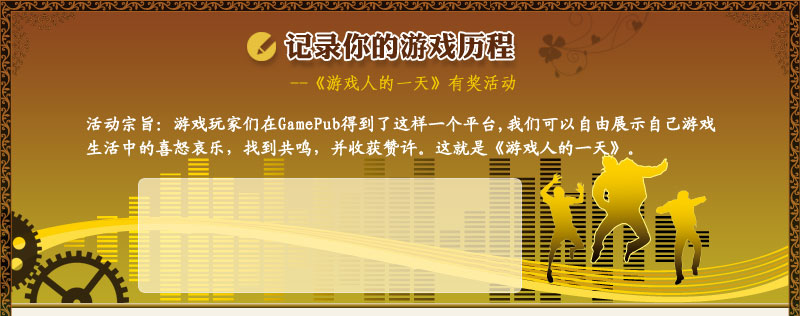 记录你的游戏历程
--《游戏人的一天》有奖活动
活动宗旨：游戏玩家们在GamePub得到了这样一个平台,我们可以自由展示自己游戏
生活中的喜怒哀乐，找到共鸣，并收获赞许。这就是《游戏人的一天》。